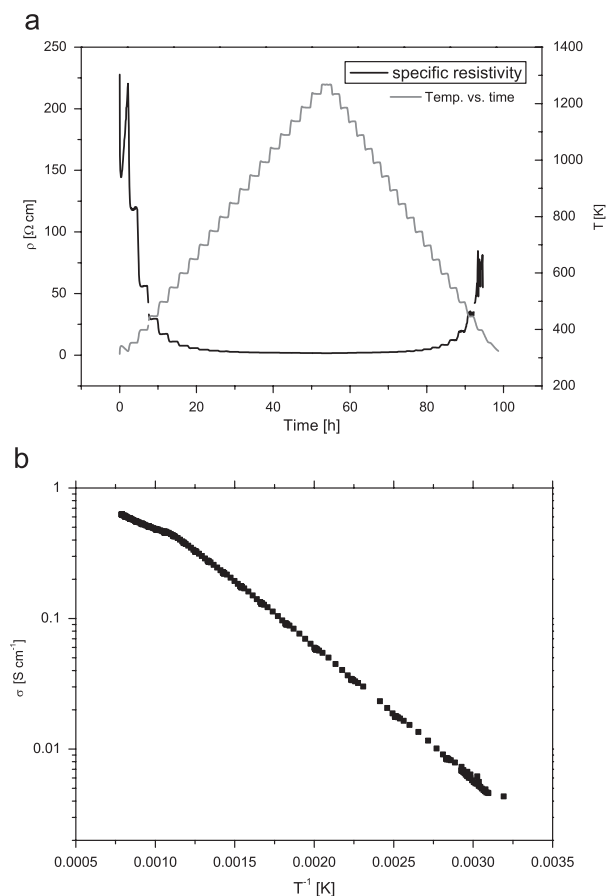 a
250
200
150
100
50
0
ρ [Ω cm]
specific resistivity
Temp. vs. time
1400
1200
1000
800
600
400
200
T [K]
0 20 40 60 80 100
Time [h]
b
1
0.1
0.01
σ [S cm⁻¹]
0.0005 0.0010 0.0015 0.0020 0.0025 0.0030 0.0035
T⁻¹ [K]